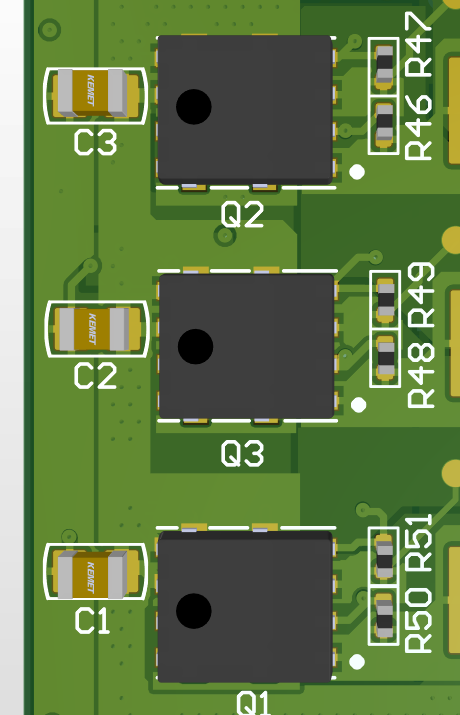 R47
KEMET
C3
R46
Q2
R49
KEMET
C2
R48
Q3
R51
KEMET
C1
R50
Q1